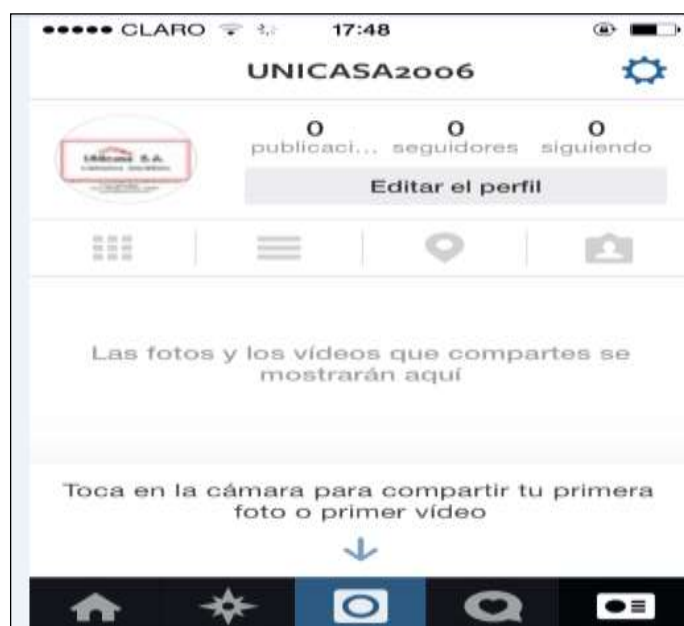 CLARO 17:48
UNICASA2006
0 0 0
publicaci... seguidores siguiendo
UNIcasa S.A.
Editar el perfil
Las fotos y los vídeos que compartes se
mostrarán aquí
Toca en la cámara para compartir tu primera
foto o primer vídeo